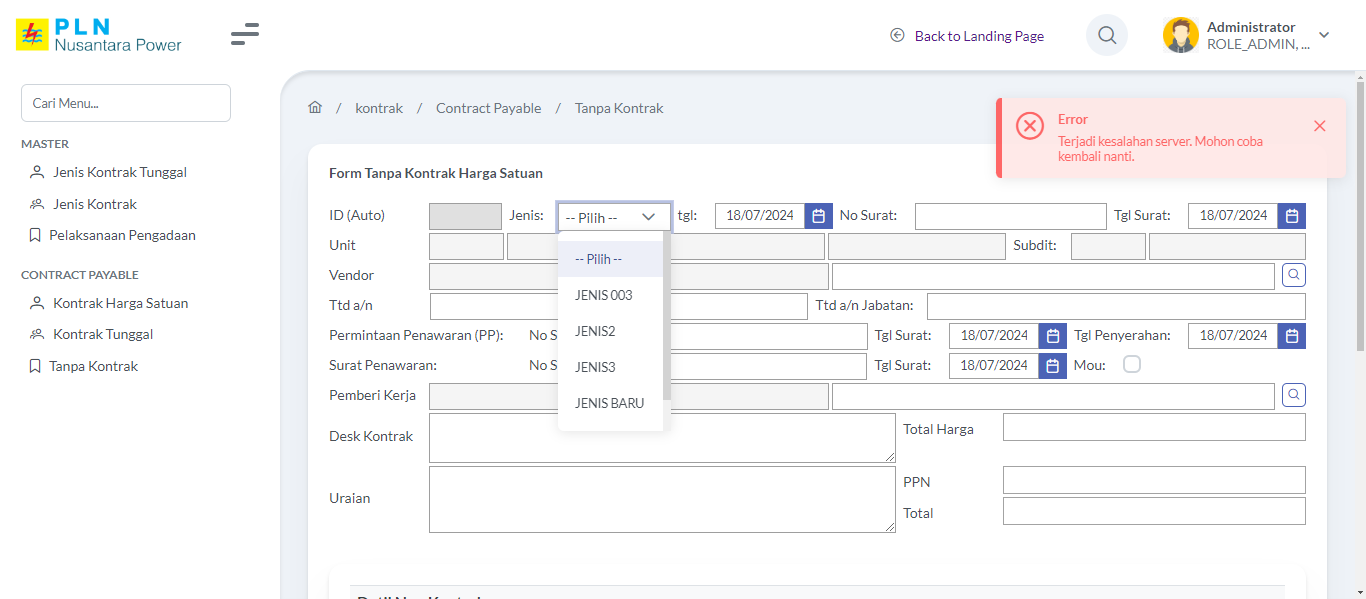 PLN
Nusantara Power
Back to Landing Page
Administrator
ROLE_ADMIN, ...
Cari Menu...
MASTER
Jenis Kontrak Tunggal
Jenis Kontrak
Pelaksanaan Pengadaan
CONTRACT PAYABLE
Kontrak Harga Satuan
Kontrak Tunggal
Tanpa Kontrak
/ kontrak / Contract Payable / Tanpa Kontrak
Error
Terjadi kesalahan server. Mohon coba
kembali nanti.
Form Tanpa Kontrak Harga Satuan
ID (Auto) Jenis: -- Pilih -- tgl: 18/07/2024 No Surat: Tgl Surat: 18/07/2024
Unit Subdit:
-- Pilih --
JENIS 003
JENIS2
JENIS3
JENIS BARU
Vendor
Ttd a/n Ttd a/n Jabatan:
Permintaan Penawaran (PP): No S Tgl Surat: 18/07/2024 Tgl Penyerahan: 18/07/2024
Surat Penawaran: No S Tgl Surat: 18/07/2024 Mou:
Pemberi Kerja
Desk Kontrak Total Harga
Uraian PPN
Total